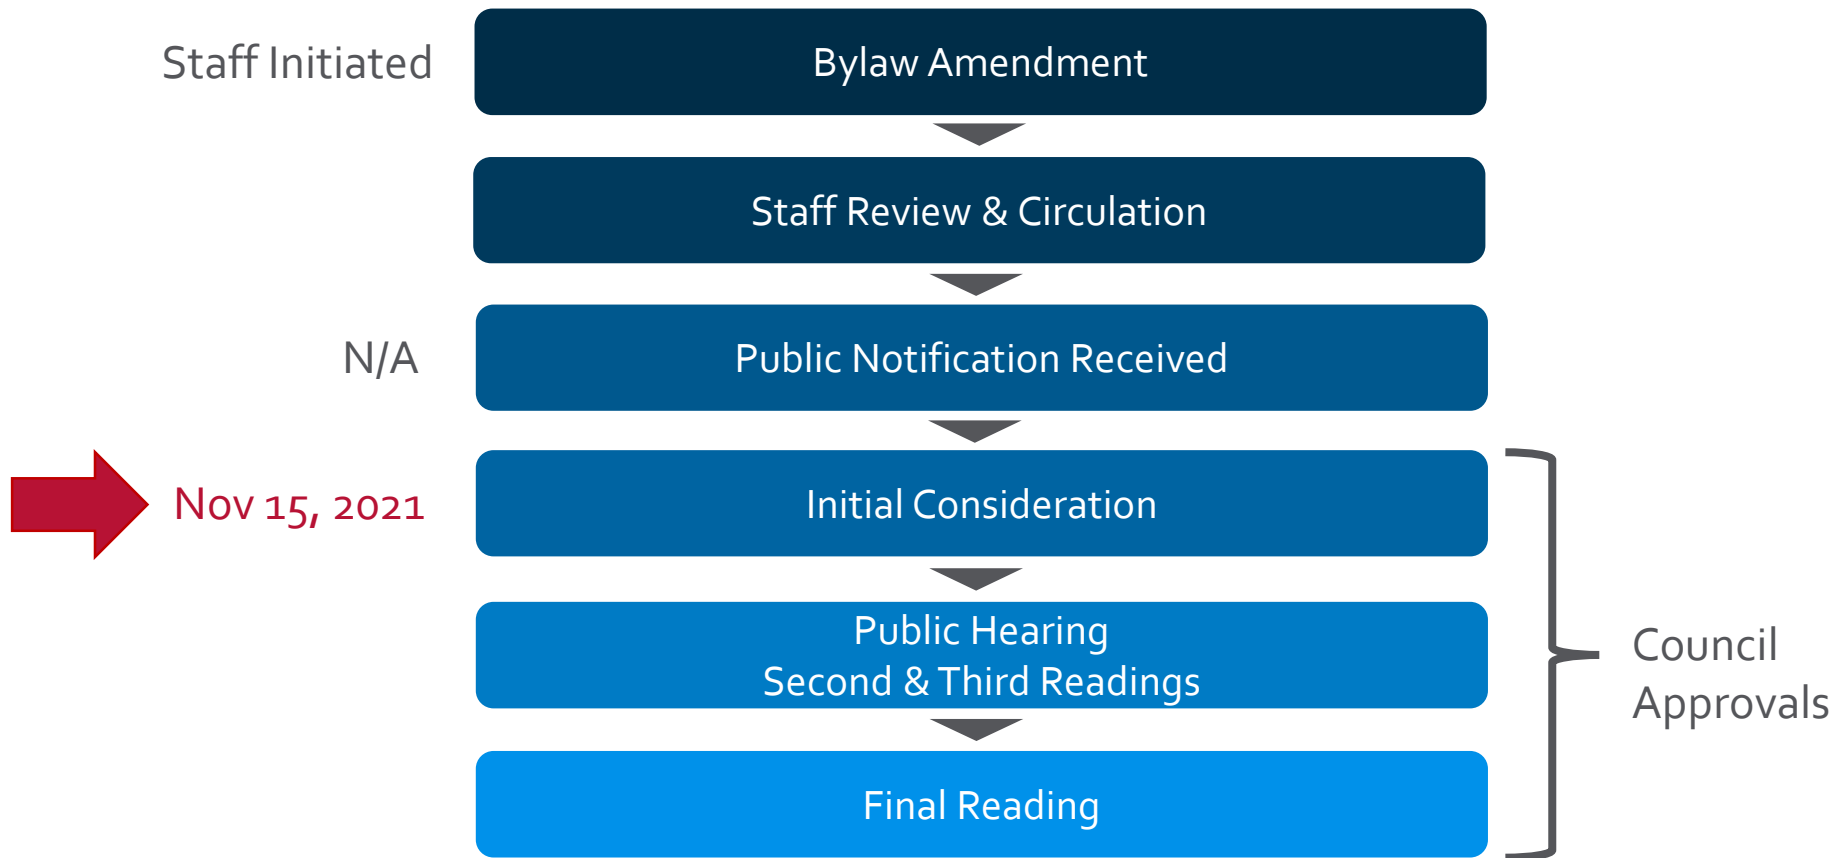 Staff Initiated
Bylaw Amendment
Staff Review & Circulation
N/A
Public Notification Received
Nov 15, 2021
Initial Consideration
Public Hearing
Second & Third Readings
Council
Approvals
Final Reading